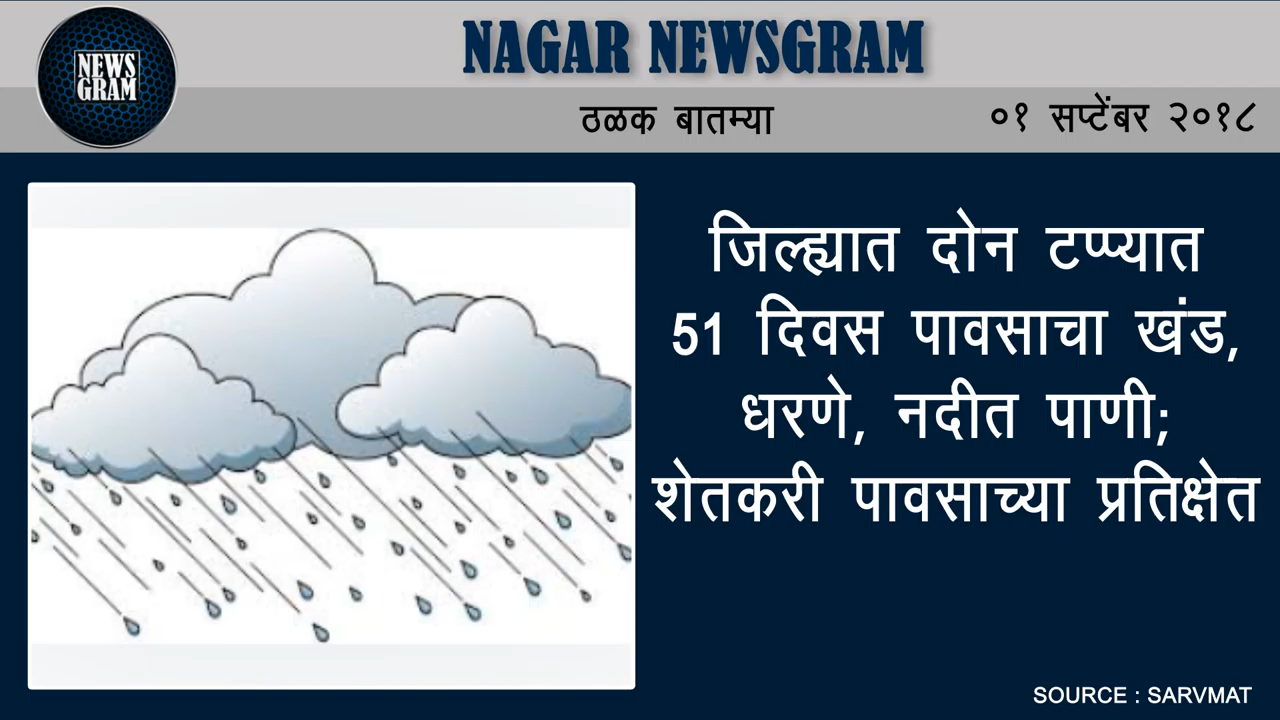 NEWS
GRAM
NAGAR NEWSGRAM
ठळक बातम्या
०१ सप्टेंबर २०१८
जिल्ह्यात दोन टप्प्यात
51 दिवस पावसाचा खंड,
धरणे, नदीत पाणी;
शेतकरी पावसाच्या प्रतिक्षेत
SOURCE : SARVMAT